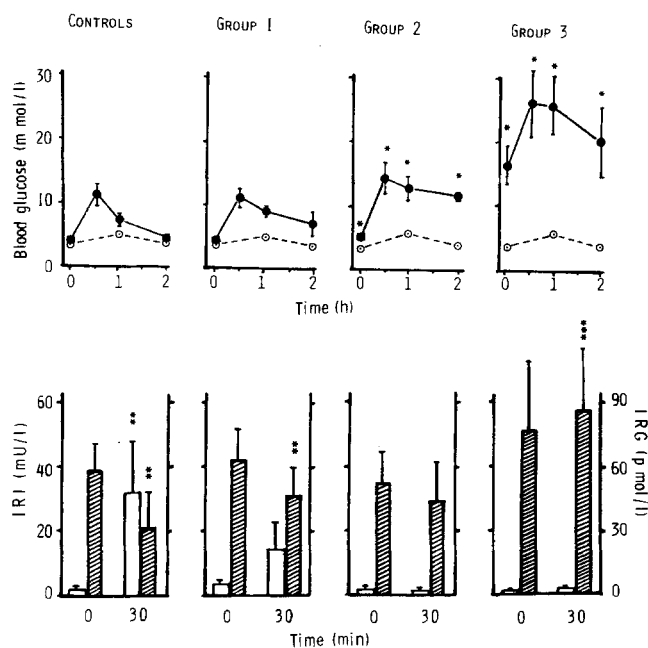 CONTROLS GROUP 1 GROUP 2 GROUP 3
Blood glucose (m mol/l)
30
20
10
0
* * * *
* * * *
0 1 2 0 1 2 0 1 2 0 1 2
Time (h)
IRI (mU/l)
60
40
20
0
** ** ** ***
90
60
30
0
IRG (p mol/l)
0 30 0 30 0 30 0 30
Time (min)